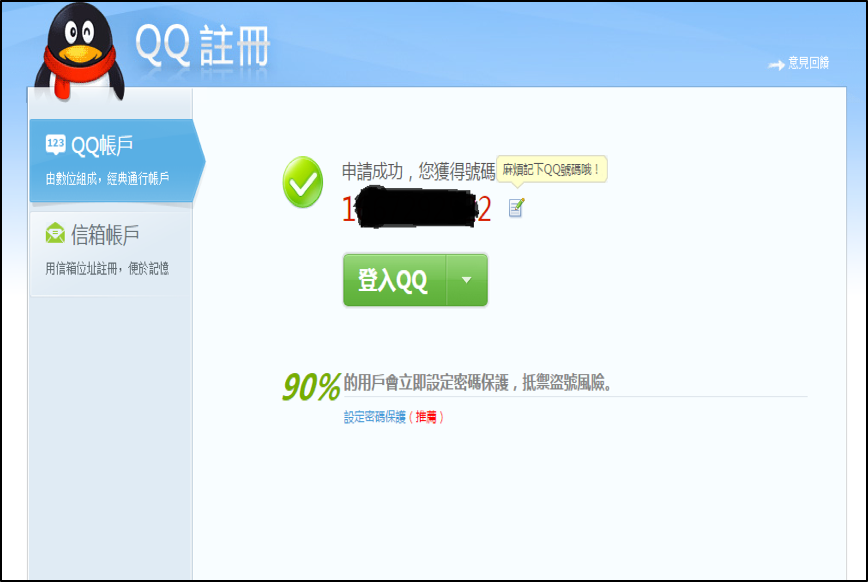 QQ 註冊
意見回饋
123 QQ帳戶
由數位組成，經典通行帳戶
信箱帳戶
用信箱位址註冊，便於記憶
申請成功，您獲得號碼
麻煩記下QQ號碼哦！
1 2
登入QQ
90%的用戶會立即設定密碼保護，抵禦盜號風險。
設定密碼保護（推薦）